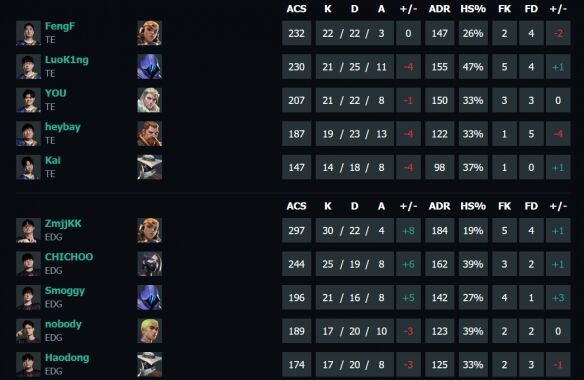 ACS K D A +/- ADR HS% FK FD +/-
FengF 232 22 / 22 / 3 0 147 26% 2 4 -2
TE
LuoK1ng 230 21 / 25 / 11 -4 155 47% 5 4 +1
TE
YOU 207 21 / 22 / 8 -1 150 33% 3 3 0
TE
heybay 187 19 / 23 / 13 -4 122 33% 1 5 -4
TE
Kai 147 14 / 18 / 8 -4 98 37% 1 0 +1
TE
ACS K D A +/- ADR HS% FK FD +/-
ZmjjKK 297 30 / 22 / 4 +8 184 19% 5 4 +1
EDG
CHICHOO 244 25 / 19 / 8 +6 162 39% 3 2 +1
EDG
Smoggy 196 21 / 16 / 8 +5 142 27% 4 1 +3
EDG
nobody 189 17 / 20 / 10 -3 123 39% 2 2 0
EDG
Haodong 174 17 / 20 / 8 -3 125 33% 2 3 -1
EDG